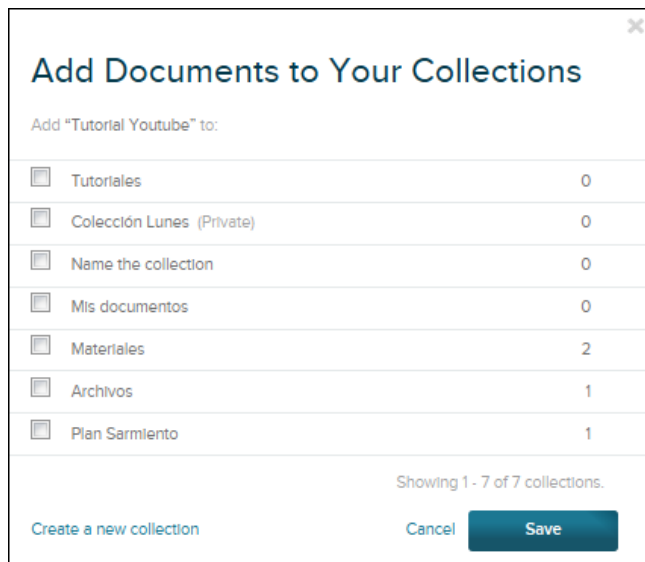 Add Documents to Your Collections
Add “Tutorial Youtube” to:
Tutoriales 0
Colección Lunes (Private) 0
Name the collection 0
Mis documentos 0
Materiales 2
Archivos 1
Plan Sarmiento 1
Showing 1 - 7 of 7 collections.
Create a new collection Cancel Save